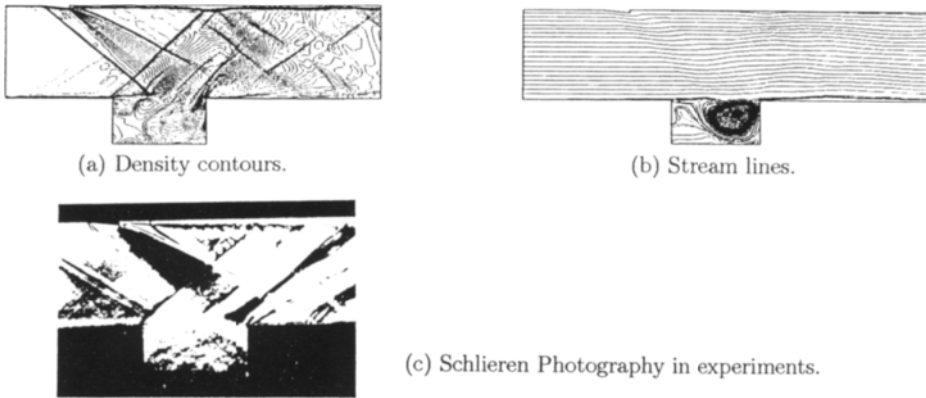 (a) Density contours.
(b) Stream lines.
(c) Schlieren Photography in experiments.